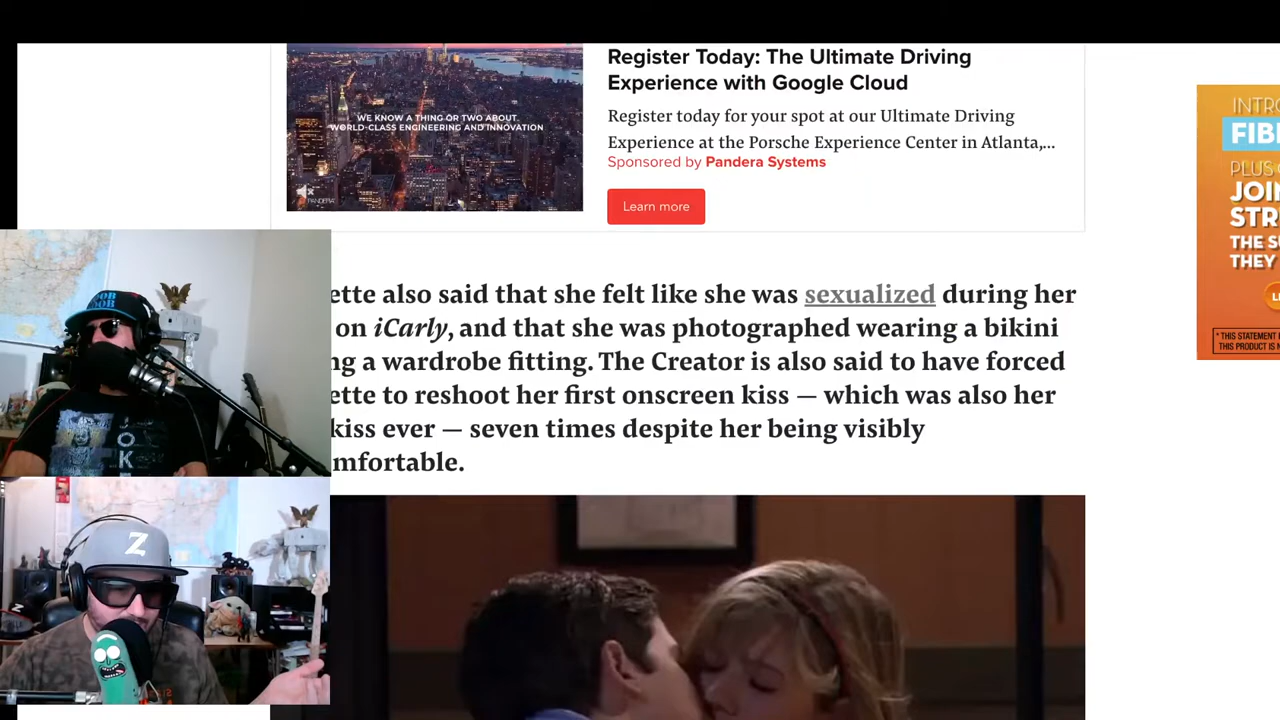 Register Today: The Ultimate Driving
Experience with Google Cloud
WE KNOW A THING OR TWO ABOUT
WORLD-CLASS ENGINEERING AND INNOVATION
Register today for your spot at our Ultimate Driving
Experience at the Porsche Experience Center in Atlanta,...
Sponsored by Pandera Systems
PANDERA
Learn more
INTRO
FIB
PLUS
JOIN
STR
THE SU
THEY
* THIS STATEMENT
THIS PRODUCT IS N
ette also said that she felt like she was sexualized during her
on iCarly, and that she was photographed wearing a bikini
ng a wardrobe fitting. The Creator is also said to have forced
ette to reshoot her first onscreen kiss — which was also her
kiss ever — seven times despite her being visibly
mfortable.
JOKE
Z